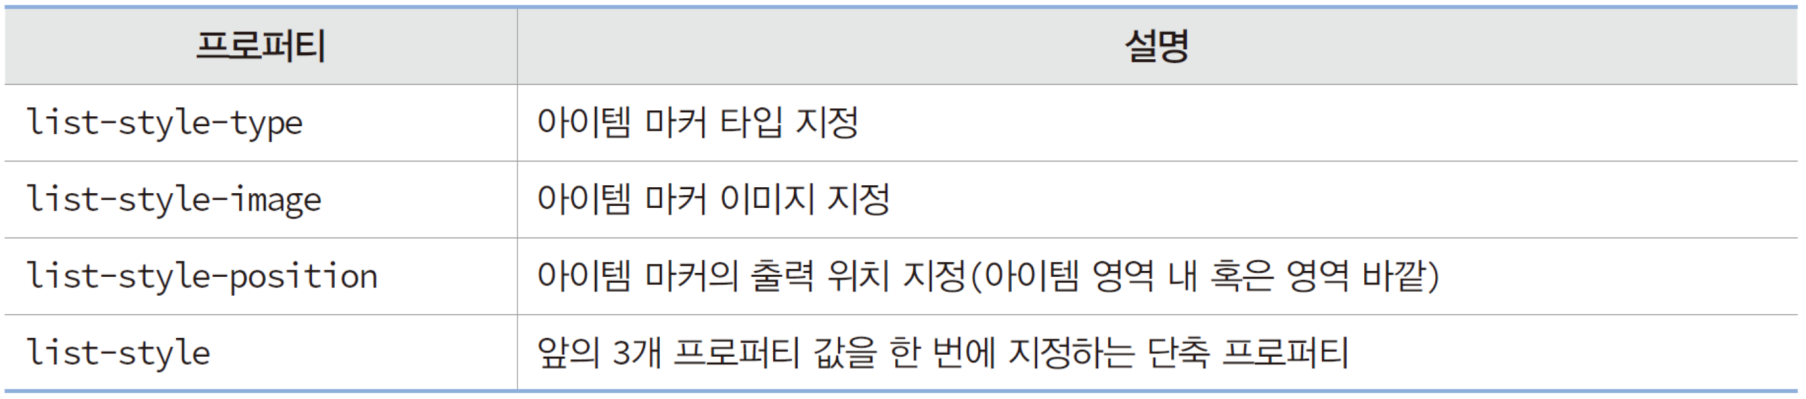 프로퍼티 설명
list-style-type 아이템 마커 타입 지정
list-style-image 아이템 마커 이미지 지정
list-style-position 아이템 마커의 출력 위치 지정(아이템 영역 내 혹은 영역 바깥)
list-style 앞의 3개 프로퍼티 값을 한 번에 지정하는 단축 프로퍼티